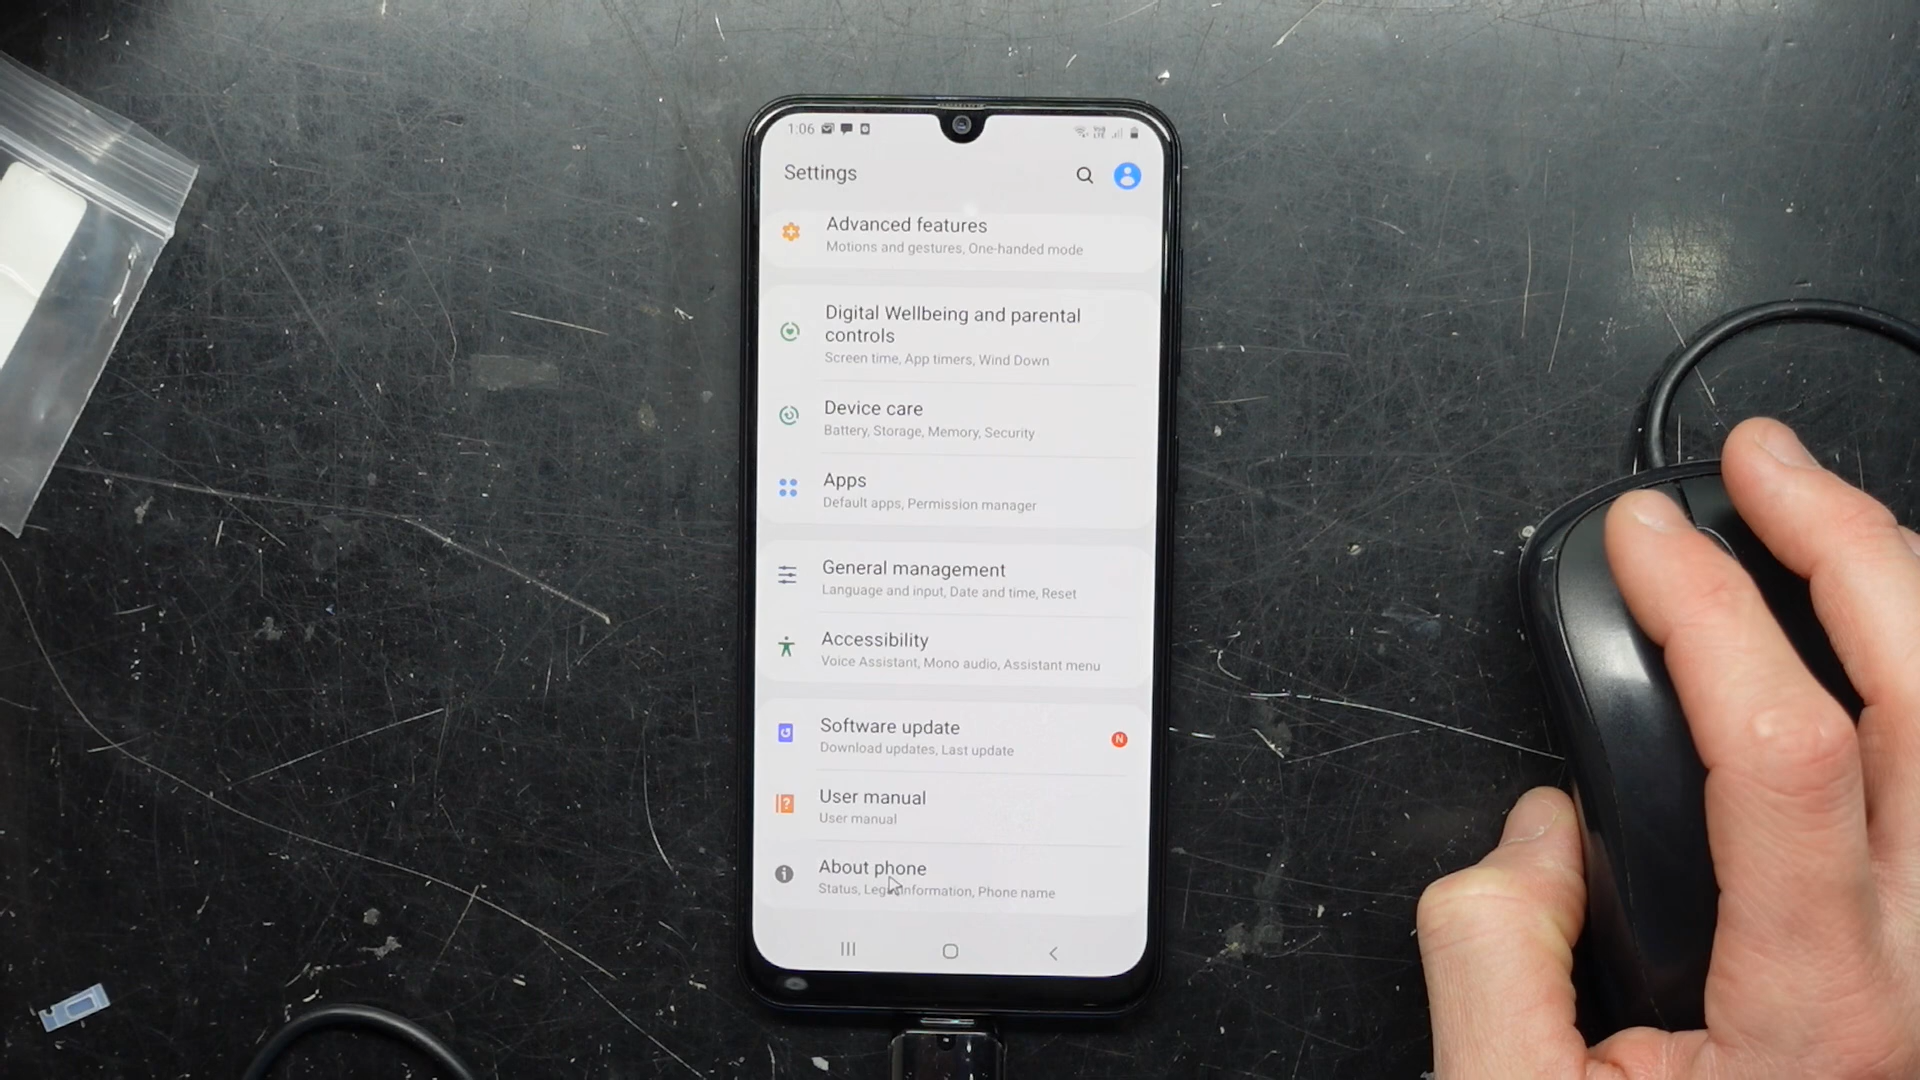 1:06
Settings
Advanced features
Motions and gestures, One-handed mode
Digital Wellbeing and parental
controls
Screen time, App timers, Wind Down
Device care
Battery, Storage, Memory, Security
Apps
Default apps, Permission manager
General management
Language and input, Date and time, Reset
Accessibility
Voice Assistant, Mono audio, Assistant menu
Software update
Download updates, Last update
N
User manual
User manual
About phone
Status, Legal information, Phone name